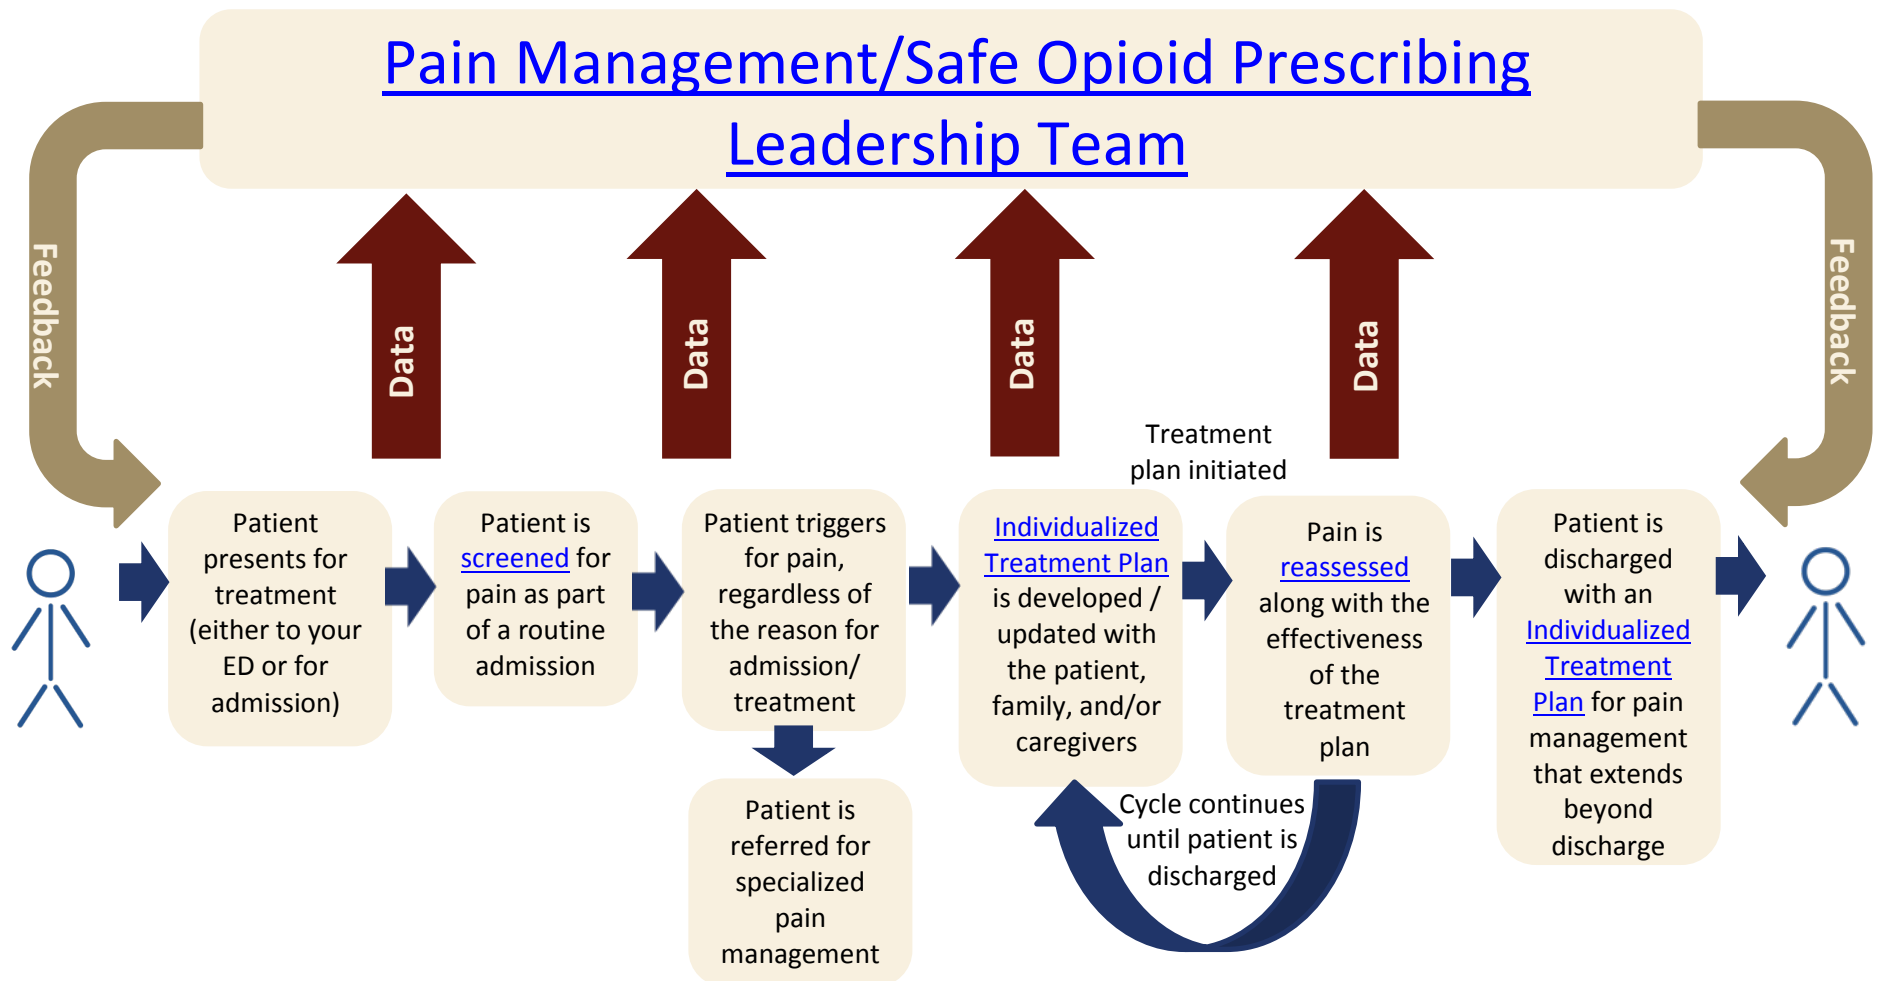 Pain Management/Safe Opioid Prescribing
Leadership Team
Feedback
Data
Data
Data
Data
Feedback
Treatment
plan initiated
Patient
presents for
treatment
(either to your
ED or for
admission)
Patient is
screened for
pain as part
of a routine
admission
Patient triggers
for pain,
regardless of
the reason for
admission/
treatment
Patient is
referred for
specialized
pain
management
Individualized
Treatment Plan
is developed /
updated with
the patient,
family, and/or
caregivers
Pain is
reassessed
along with the
effectiveness
of the
treatment
plan
Cycle continues
until patient is
discharged
Patient is
discharged
with an
Individualized
Treatment
Plan for pain
management
that extends
beyond
discharge